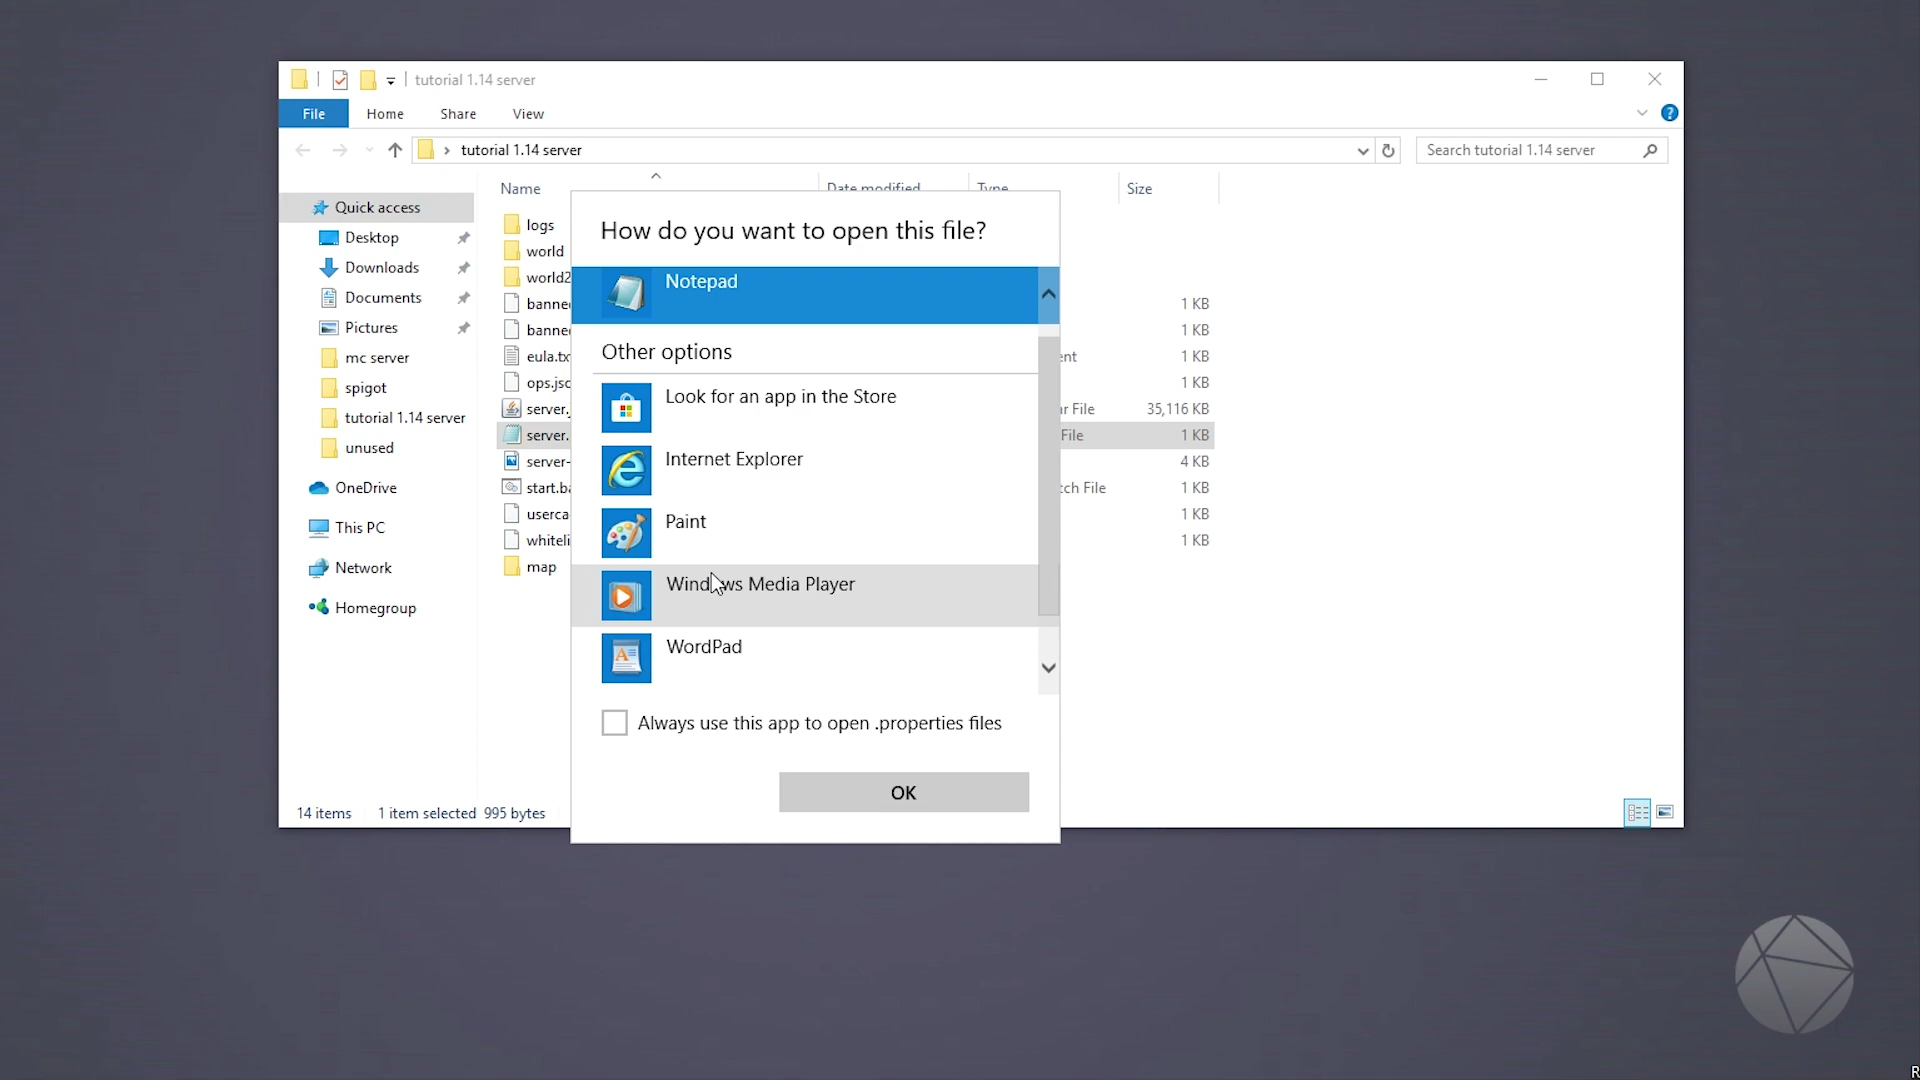 tutorial 1.14 server
File Home Share View
tutorial 1.14 server
Search tutorial 1.14 server
Name Date modified Type Size
Quick access
Desktop
Downloads
Documents
Pictures
mc server
spigot
tutorial 1.14 server
unused
OneDrive
This PC
Network
Homegroup
logs
world
world2
banne 1 KB
banne 1 KB
eula.tx ent 1 KB
ops.jsc 1 KB
server. ar File 35,116 KB
server. File 1 KB
server- 4 KB
start.ba tch File 1 KB
userca 1 KB
whiteli 1 KB
map
How do you want to open this file?
Notepad
Other options
Look for an app in the Store
Internet Explorer
Paint
Windows Media Player
WordPad
Always use this app to open .properties files
OK
14 items 1 item selected 995 bytes
R